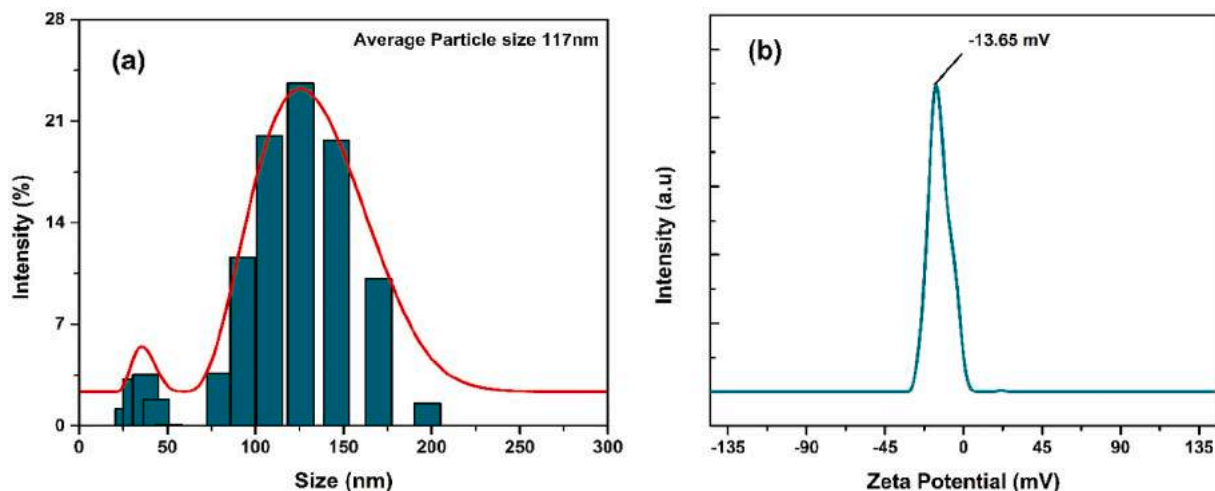 Average Particle size 117nm
(a)
28
21
14
7
0
0 50 100 150 200 250 300
Intensity (%)
Size (nm)
(b)
-13.65 mV
Intensity (a.u)
-135 -90 -45 0 45 90 135
Zeta Potential (mV)